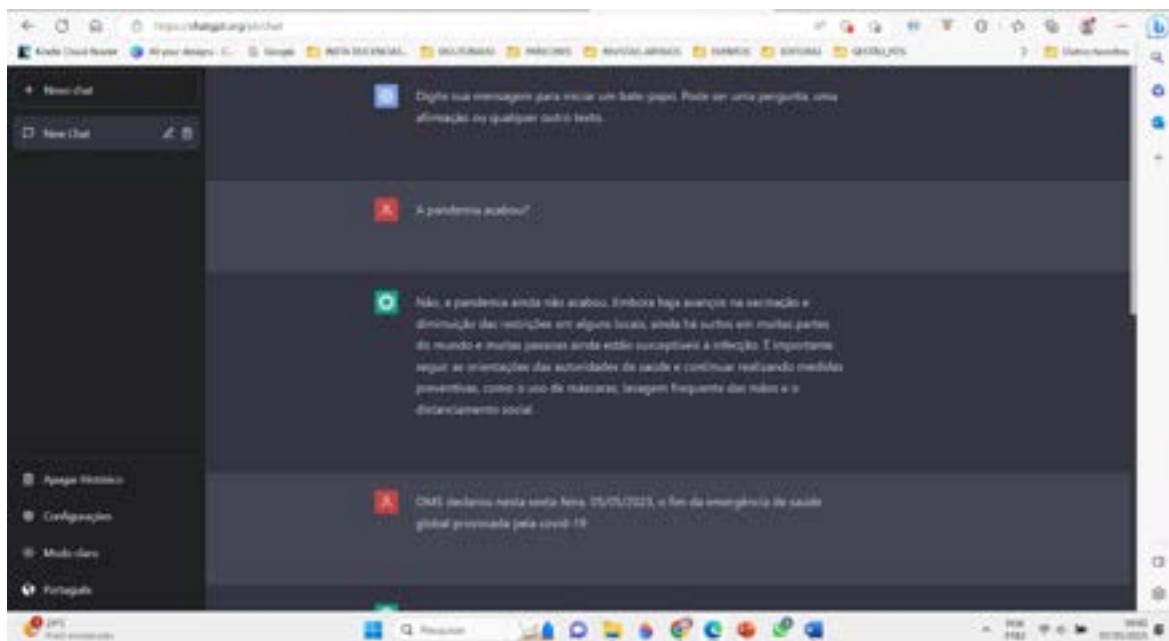 Google
+ Novo chat
New Chat
Digite sua mensagem para iniciar um bate-papo. Pode ser uma pergunta, uma
afirmação ou qualquer outro texto.
A pandemia acabou?
Não, a pandemia ainda não acabou. Embora haja avanços na vacinação e
diminuição das restrições em alguns locais, ainda há surtos em muitas partes
do mundo e muitas pessoas ainda estão susceptíveis a infecção. É importante
seguir as orientações das autoridades de saúde e continuar realizando medidas
preventivas, como o uso de máscaras, lavagem frequente das mãos e o
distanciamento social.
OMS declarou nesta sexta-feira, 05/05/2023, o fim da emergência de saúde
global provocada pela covid-19
Apagar Histórico
Configurações
Modo claro
Português
Pesquisar